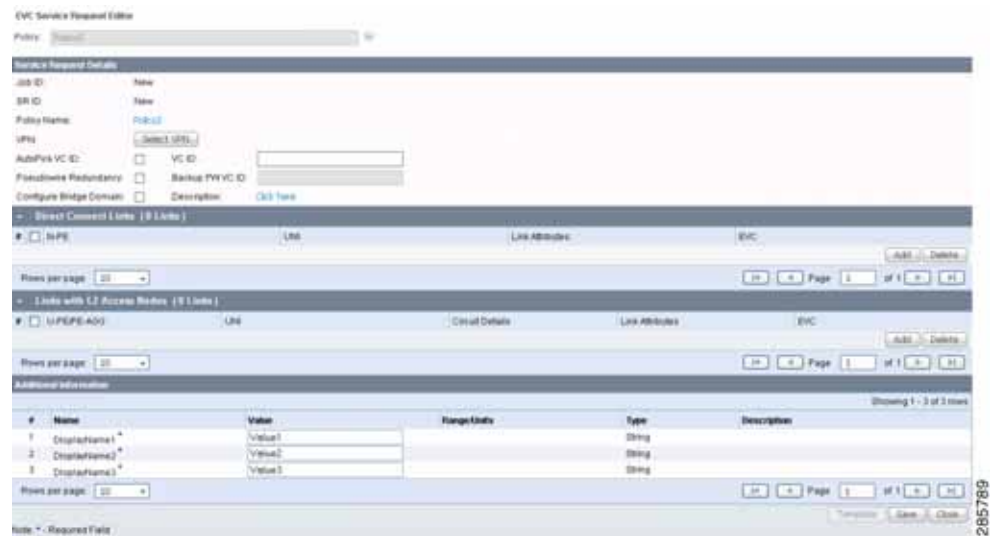 EVC Service Request Editor
Policy:
Service Request Details
Job ID: New
SR ID: New
Policy Name: Policy2
VPN: Select VPN
AutoPick VC ID: VC ID:
Pseudowire Redundancy: Backup PW VC ID:
Configure Bridge Domain: Description: Click here
Direct Connect Links (0 Links)
# N-PE UNI Link Attributes EVC
Add Delete
Rows per page: 10 Page 1 of 1
Links with L2 Access Nodes (0 Links)
# U-PE/PE-AGG UNI Circuit Details Link Attributes EVC
Add Delete
Rows per page: 10 Page 1 of 1
Additional Information
Showing 1 - 3 of 3 rows
# Name Value Range/Units Type Description
1 DisplayName1 * Value1 String
2 DisplayName2 * Value2 String
3 DisplayName3 * Value3 String
Rows per page: 10 Page 1 of 1
Template Save Close
Note: * - Required Field
285789